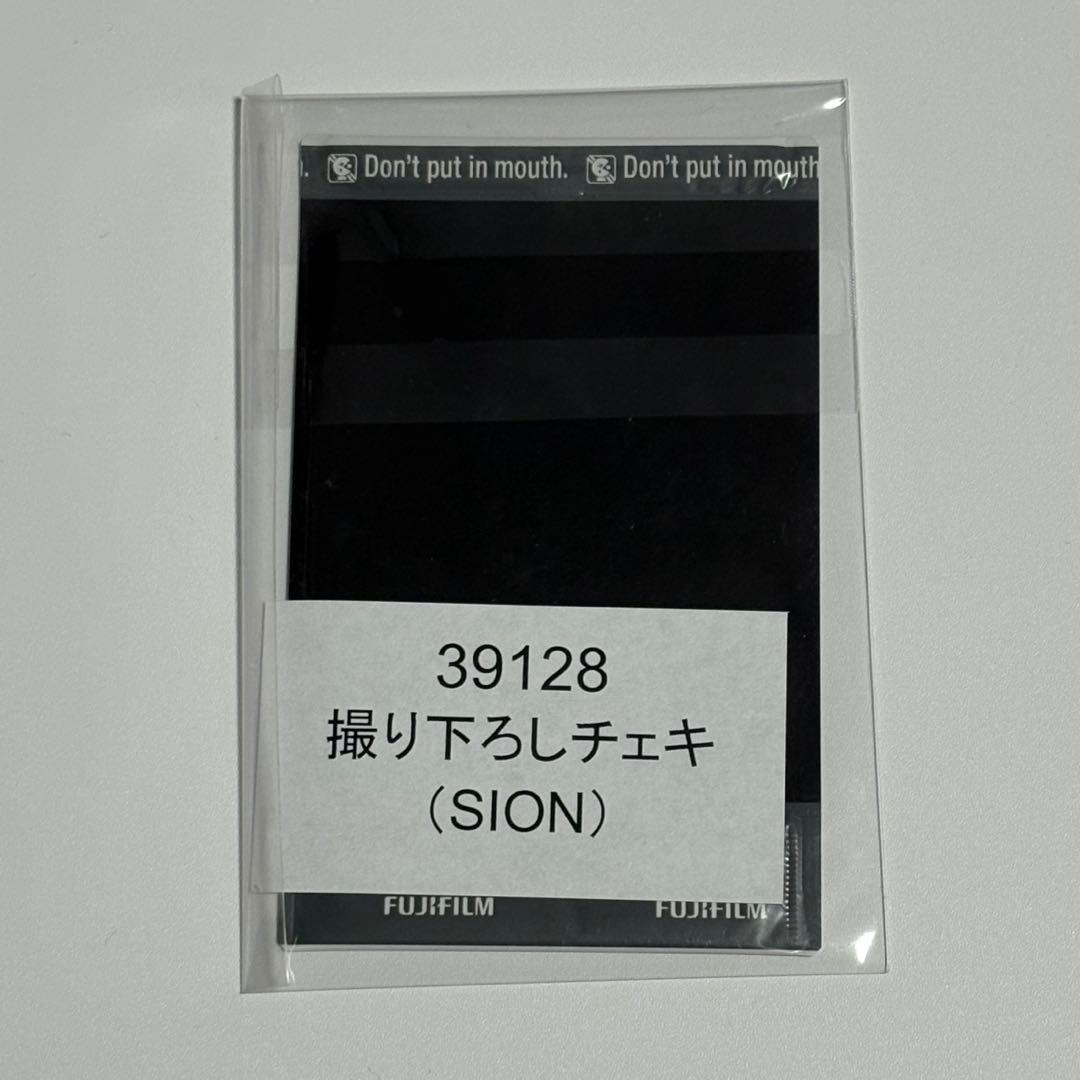 . Don't put in mouth. Don't put in mouth
39128
撮り下ろしチェキ
(SION)
FUJIFILM FUJIFILM